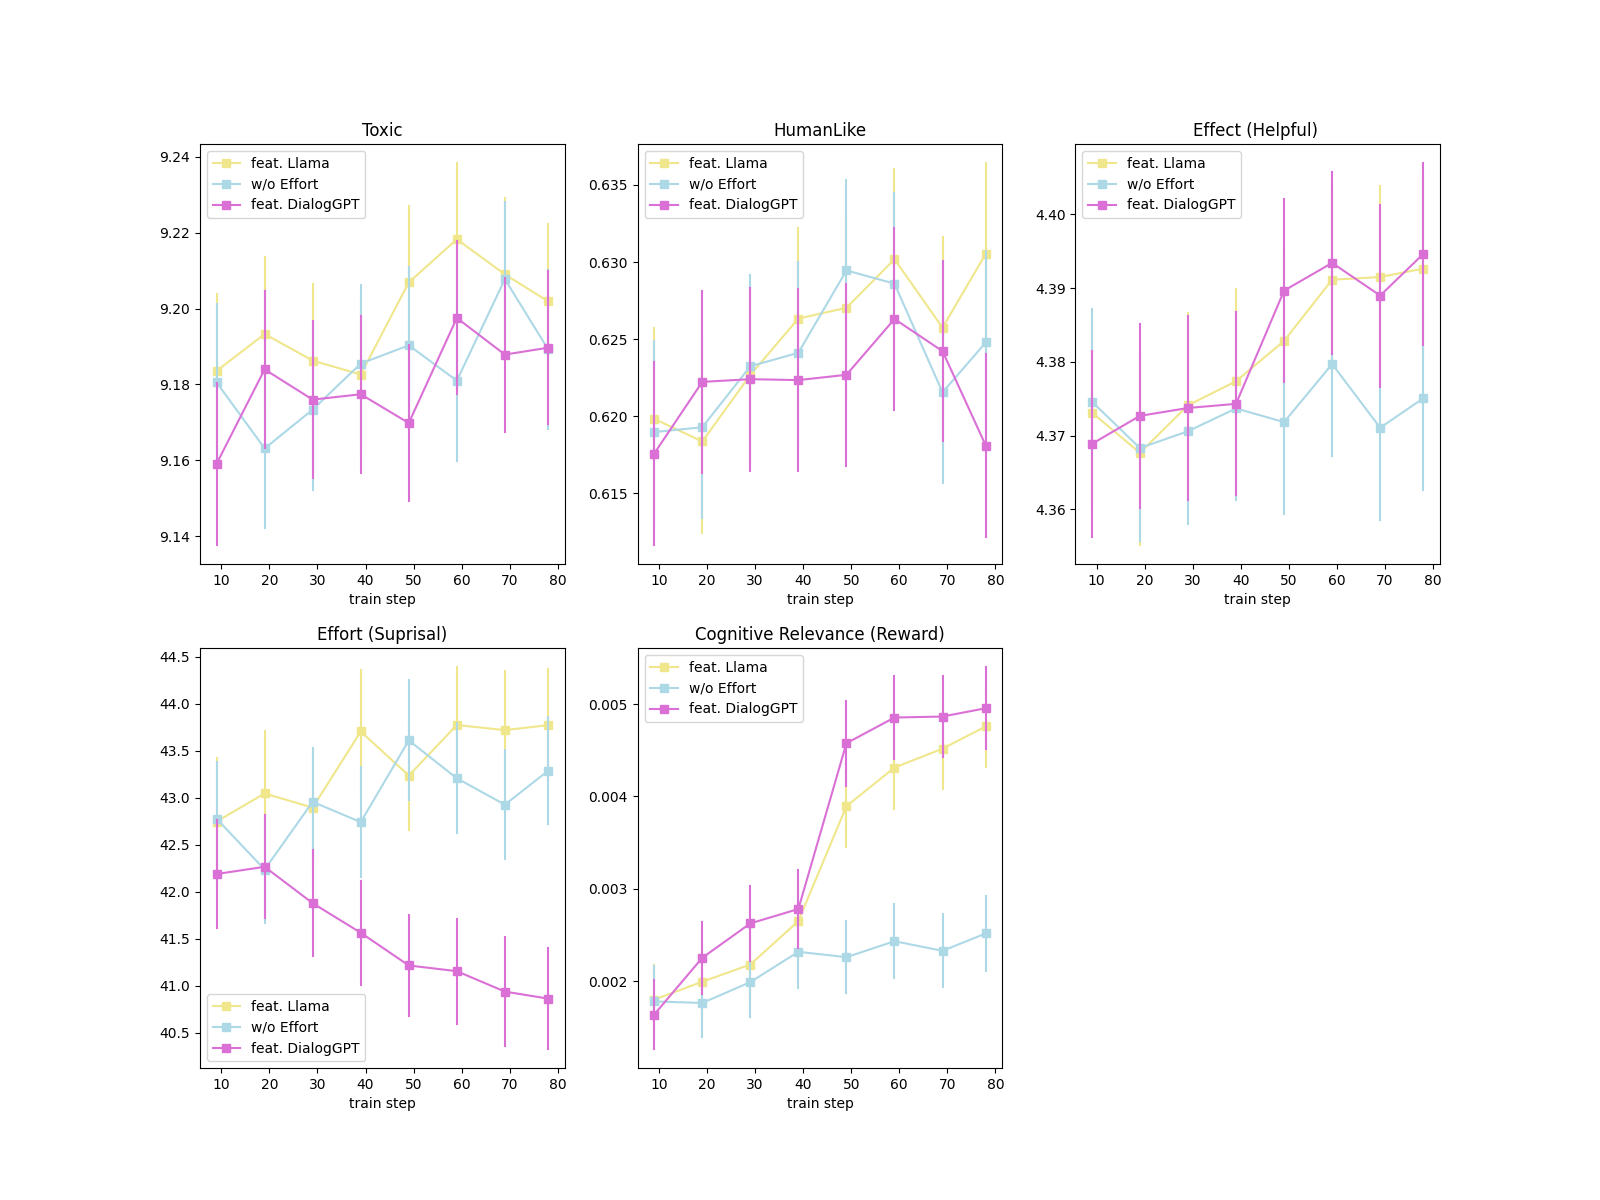 Toxic
9.24
9.22
9.20
9.18
9.16
9.14
feat. Llama
w/o Effort
feat. DialogGPT
10 20 30 40 50 60 70 80
train step
HumanLike
0.635
0.630
0.625
0.620
0.615
feat. Llama
w/o Effort
feat. DialogGPT
10 20 30 40 50 60 70 80
train step
Effect (Helpful)
4.40
4.39
4.38
4.37
4.36
feat. Llama
w/o Effort
feat. DialogGPT
10 20 30 40 50 60 70 80
train step
Effort (Suprisal)
44.5
44.0
43.5
43.0
42.5
42.0
41.5
41.0
40.5
feat. Llama
w/o Effort
feat. DialogGPT
10 20 30 40 50 60 70 80
train step
Cognitive Relevance (Reward)
0.005
0.004
0.003
0.002
feat. Llama
w/o Effort
feat. DialogGPT
10 20 30 40 50 60 70 80
train step